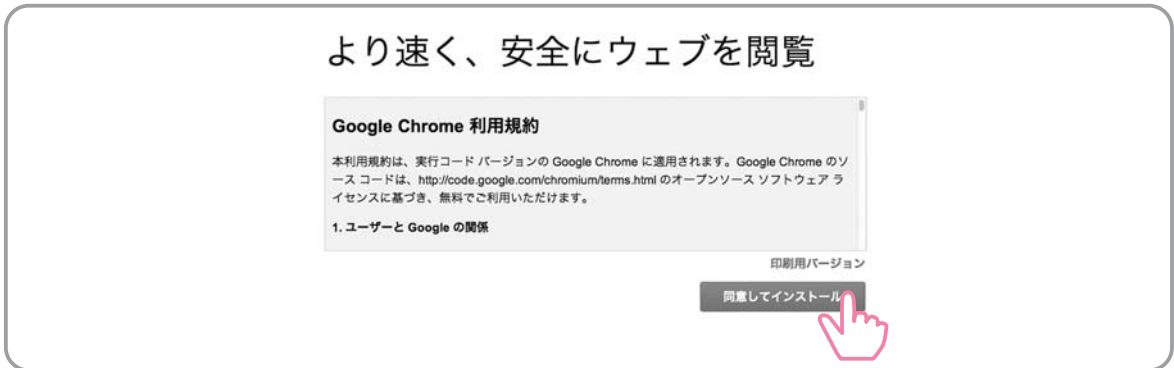 より速く、安全にウェブを閲覧
Google Chrome 利用規約
本利用規約は、実行コード バージョンの Google Chrome に適用されます。Google Chrome のソ
ース コードは、http://code.google.com/chromium/terms.html のオープンソース ソフトウェア ラ
イセンスに基づき、無料でご利用いただけます。
1. ユーザーと Google の関係
印刷用バージョン
同意してインストール